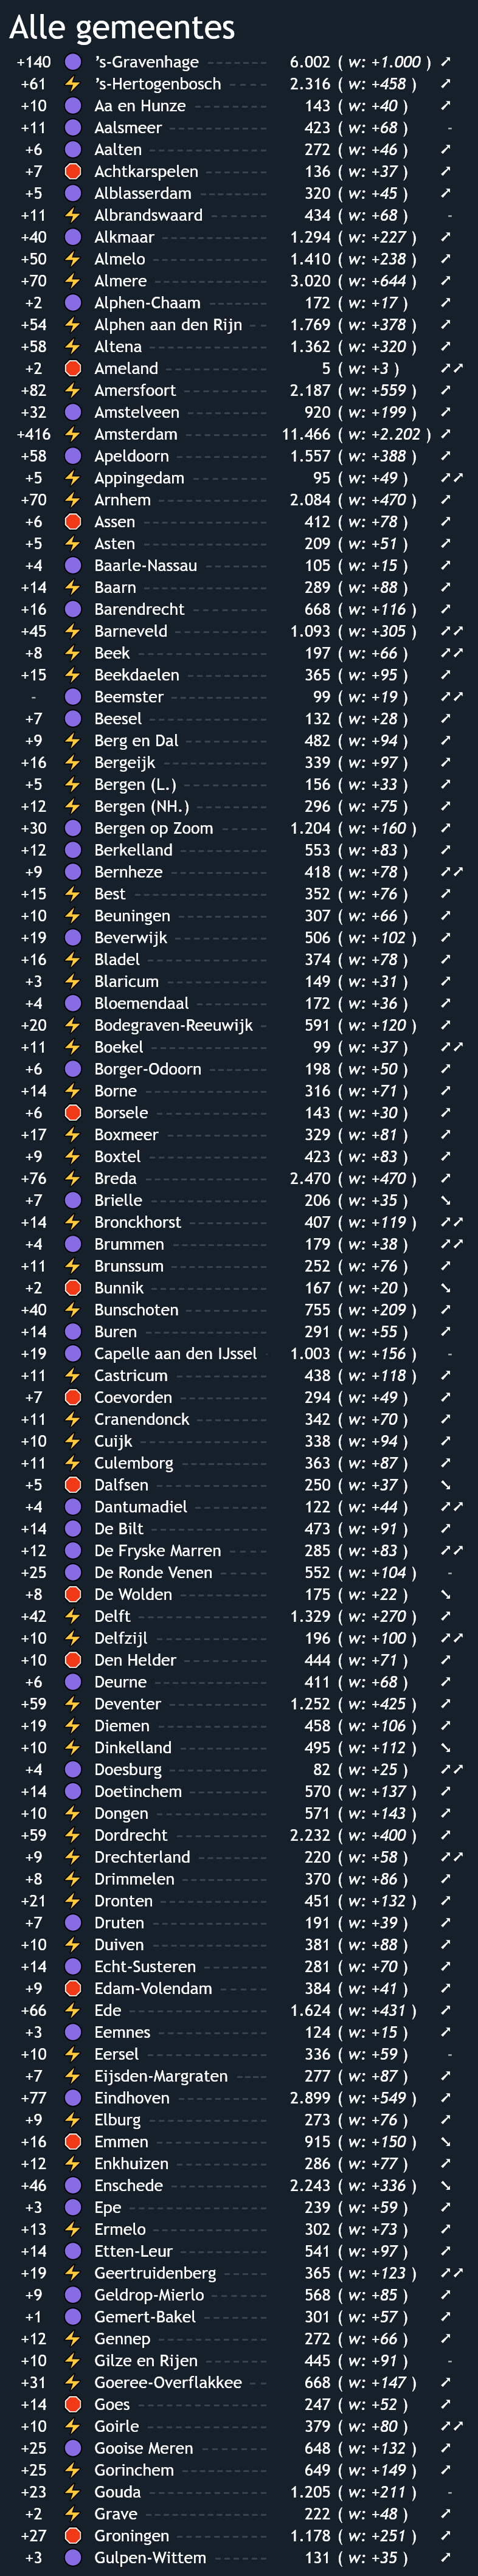 Alle gemeentes
+140 's-Gravenhage 6.002 ( w: +1.000 )
+61 's-Hertogenbosch 2.316 ( w: +458 )
+10 Aa en Hunze 143 ( w: +40 )
+11 Aalsmeer 423 ( w: +68 ) -
+6 Aalten 272 ( w: +46 )
+7 Achtkarspelen 136 ( w: +37 )
+5 Alblasserdam 320 ( w: +45 )
+11 Albrandswaard 434 ( w: +68 ) -
+40 Alkmaar 1.294 ( w: +227 )
+50 Almelo 1.410 ( w: +238 )
+70 Almere 3.020 ( w: +644 )
+2 Alphen-Chaam 172 ( w: +17 )
+54 Alphen aan den Rijn 1.769 ( w: +378 )
+58 Altena 1.362 ( w: +320 )
+2 Ameland 5 ( w: +3 )
+82 Amersfoort 2.187 ( w: +559 )
+32 Amstelveen 920 ( w: +199 )
+416 Amsterdam 11.466 ( w: +2.202 )
+58 Apeldoorn 1.557 ( w: +388 )
+5 Appingedam 95 ( w: +49 )
+70 Arnhem 2.084 ( w: +470 )
+6 Assen 412 ( w: +78 )
+5 Asten 209 ( w: +51 )
+4 Baarle-Nassau 105 ( w: +15 )
+14 Baarn 289 ( w: +88 )
+16 Barendrecht 668 ( w: +116 )
+45 Barneveld 1.093 ( w: +305 )
+8 Beek 197 ( w: +66 )
+15 Beekdaelen 365 ( w: +95 )
- Beemster 99 ( w: +19 )
+7 Beesel 132 ( w: +28 )
+9 Berg en Dal 482 ( w: +94 )
+16 Bergeijk 339 ( w: +97 )
+5 Bergen (L.) 156 ( w: +33 )
+12 Bergen (NH.) 296 ( w: +75 )
+30 Bergen op Zoom 1.204 ( w: +160 )
+12 Berkelland 553 ( w: +83 )
+9 Bernheze 418 ( w: +78 )
+15 Best 352 ( w: +76 )
+10 Beuningen 307 ( w: +66 )
+19 Beverwijk 506 ( w: +102 )
+16 Bladel 374 ( w: +78 )
+3 Blaricum 149 ( w: +31 )
+4 Bloemendaal 172 ( w: +36 )
+20 Bodegraven-Reeuwijk 591 ( w: +120 )
+11 Boekel 99 ( w: +37 )
+6 Borger-Odoorn 198 ( w: +50 )
+14 Borne 316 ( w: +71 )
+6 Borsele 143 ( w: +30 )
+17 Boxmeer 329 ( w: +81 )
+9 Boxtel 423 ( w: +83 )
+76 Breda 2.470 ( w: +470 )
+7 Brielle 206 ( w: +35 )
+14 Bronckhorst 407 ( w: +119 )
+4 Brummen 179 ( w: +38 )
+11 Brunssum 252 ( w: +76 )
+2 Bunnik 167 ( w: +20 )
+40 Bunschoten 755 ( w: +209 )
+14 Buren 291 ( w: +55 )
+19 Capelle aan den IJssel 1.003 ( w: +156 ) -
+11 Castricum 438 ( w: +118 )
+7 Coevorden 294 ( w: +49 )
+11 Cranendonck 342 ( w: +70 )
+10 Cuijk 338 ( w: +94 )
+11 Culemborg 363 ( w: +87 )
+5 Dalfsen 250 ( w: +37 )
+4 Dantumadiel 122 ( w: +44 )
+14 De Bilt 473 ( w: +91 )
+12 De Fryske Marren 285 ( w: +83 )
+25 De Ronde Venen 552 ( w: +104 ) -
+8 De Wolden 175 ( w: +22 )
+42 Delft 1.329 ( w: +270 )
+10 Delfzijl 196 ( w: +100 )
+10 Den Helder 444 ( w: +71 )
+6 Deurne 411 ( w: +68 )
+59 Deventer 1.252 ( w: +425 )
+19 Diemen 458 ( w: +106 )
+10 Dinkelland 495 ( w: +112 )
+4 Doesburg 82 ( w: +25 )
+14 Doetinchem 570 ( w: +137 )
+10 Dongen 571 ( w: +143 )
+59 Dordrecht 2.232 ( w: +400 )
+9 Drechterland 220 ( w: +58 )
+8 Drimmelen 370 ( w: +86 )
+21 Dronten 451 ( w: +132 )
+7 Druten 191 ( w: +39 )
+10 Duiven 381 ( w: +88 )
+14 Echt-Susteren 281 ( w: +70 )
+9 Edam-Volendam 384 ( w: +41 )
+66 Ede 1.624 ( w: +431 )
+3 Eemnes 124 ( w: +15 )
+10 Eersel 336 ( w: +59 ) -
+7 Eijsden-Margraten 277 ( w: +87 )
+77 Eindhoven 2.899 ( w: +549 )
+9 Elburg 273 ( w: +76 )
+16 Emmen 915 ( w: +150 )
+12 Enkhuizen 286 ( w: +77 )
+46 Enschede 2.243 ( w: +336 )
+3 Epe 239 ( w: +59 )
+13 Ermelo 302 ( w: +73 )
+14 Etten-Leur 541 ( w: +97 )
+19 Geertruidenberg 365 ( w: +123 )
+9 Geldrop-Mierlo 568 ( w: +85 )
+1 Gemert-Bakel 301 ( w: +57 )
+12 Gennep 272 ( w: +66 )
+10 Gilze en Rijen 445 ( w: +91 ) -
+31 Goeree-Overflakkee 668 ( w: +147 )
+14 Goes 247 ( w: +52 )
+10 Goirle 379 ( w: +80 )
+25 Gooise Meren 648 ( w: +132 )
+25 Gorinchem 649 ( w: +149 )
+23 Gouda 1.205 ( w: +211 ) -
+2 Grave 222 ( w: +48 )
+27 Groningen 1.178 ( w: +251 )
+3 Gulpen-Wittem 131 ( w: +35 )